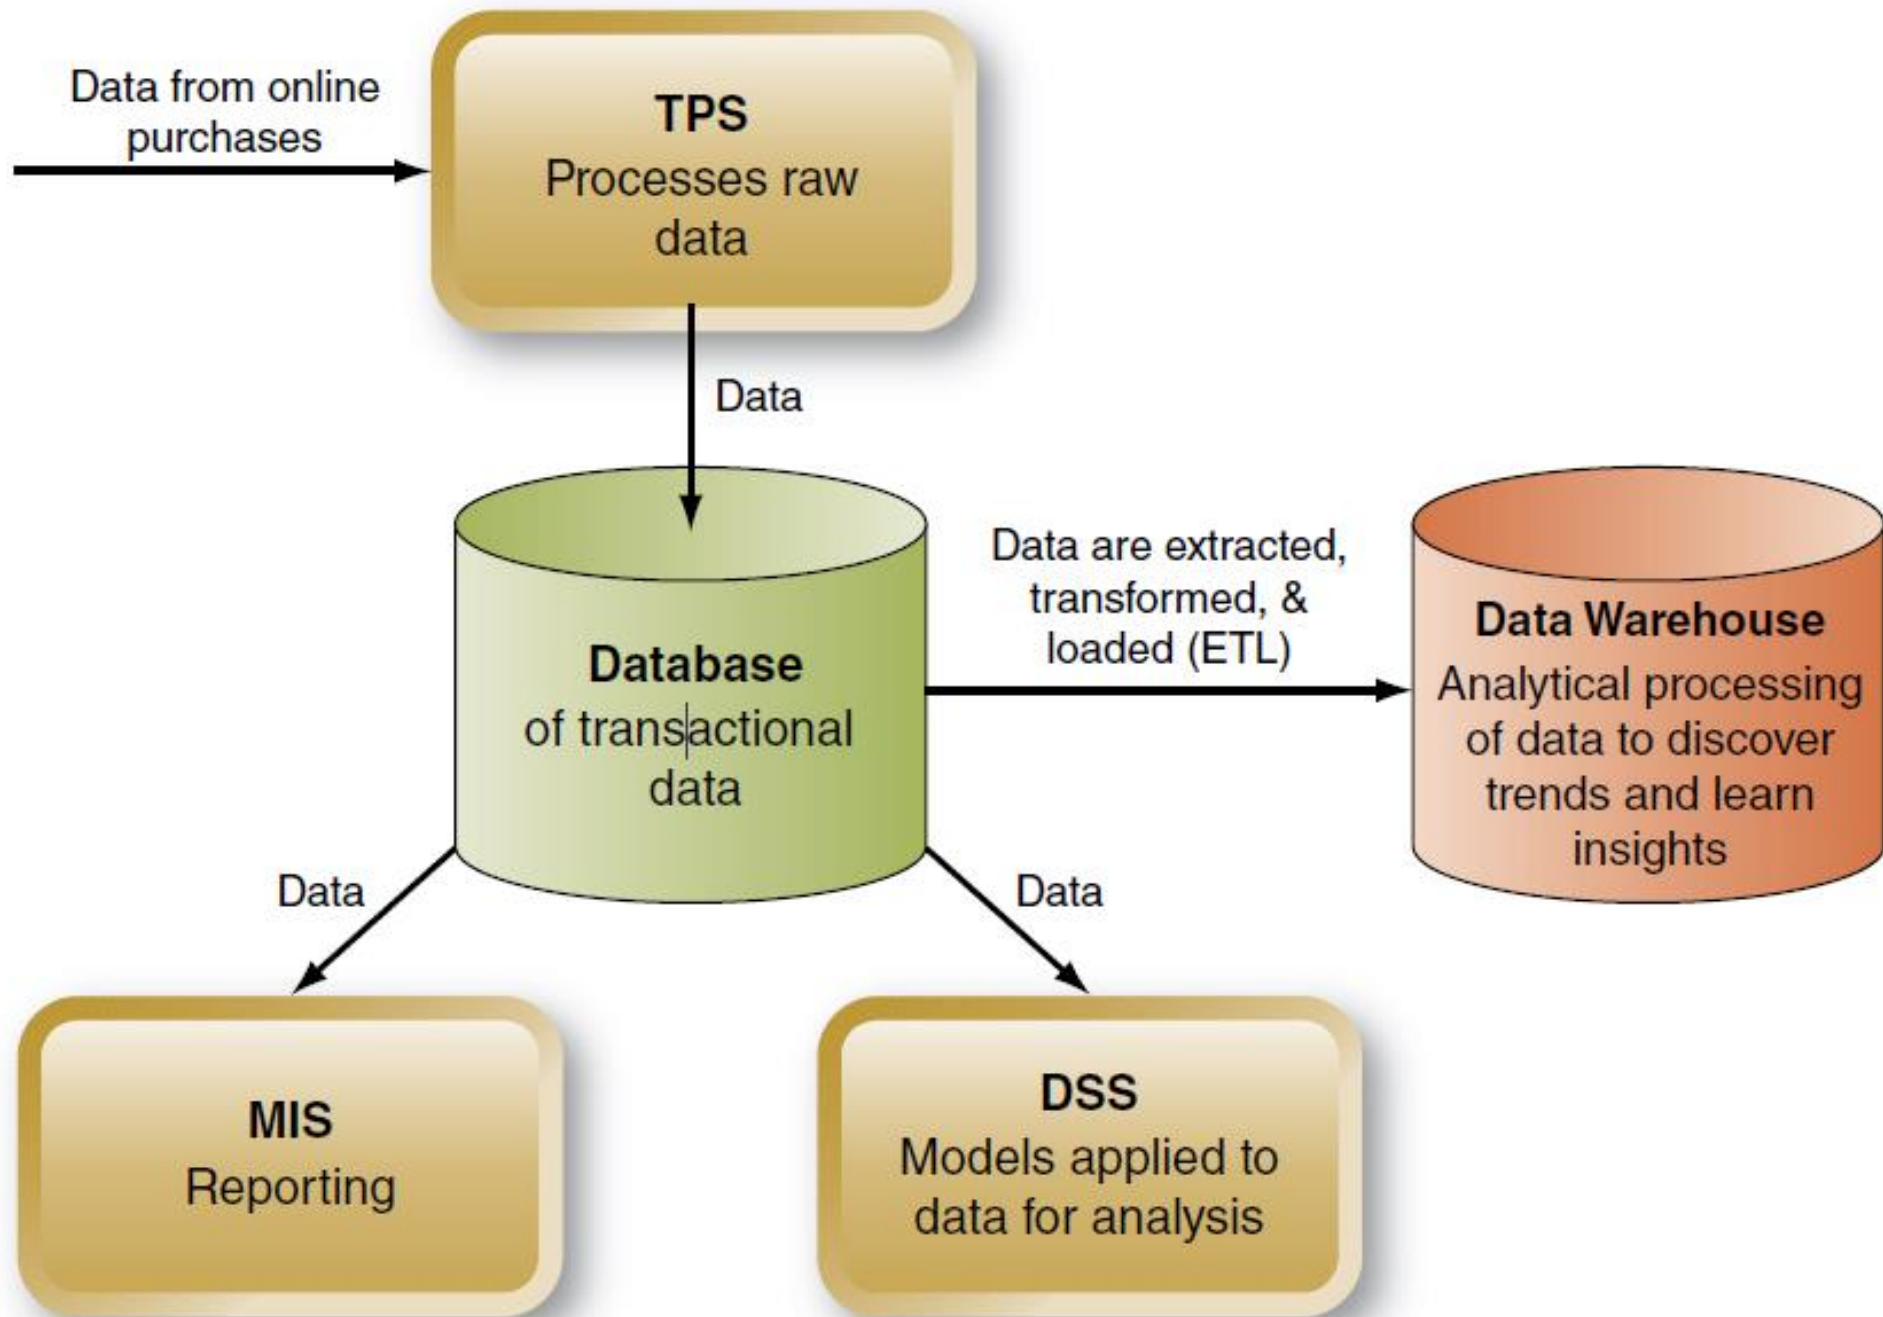 Data from online
purchases
TPS
Processes raw
data
Data
Database
of transactional
data
Data are extracted,
transformed, &
loaded (ETL)
Data Warehouse
Analytical processing
of data to discover
trends and learn
insights
Data
Data
MIS
Reporting
DSS
Models applied to
data for analysis